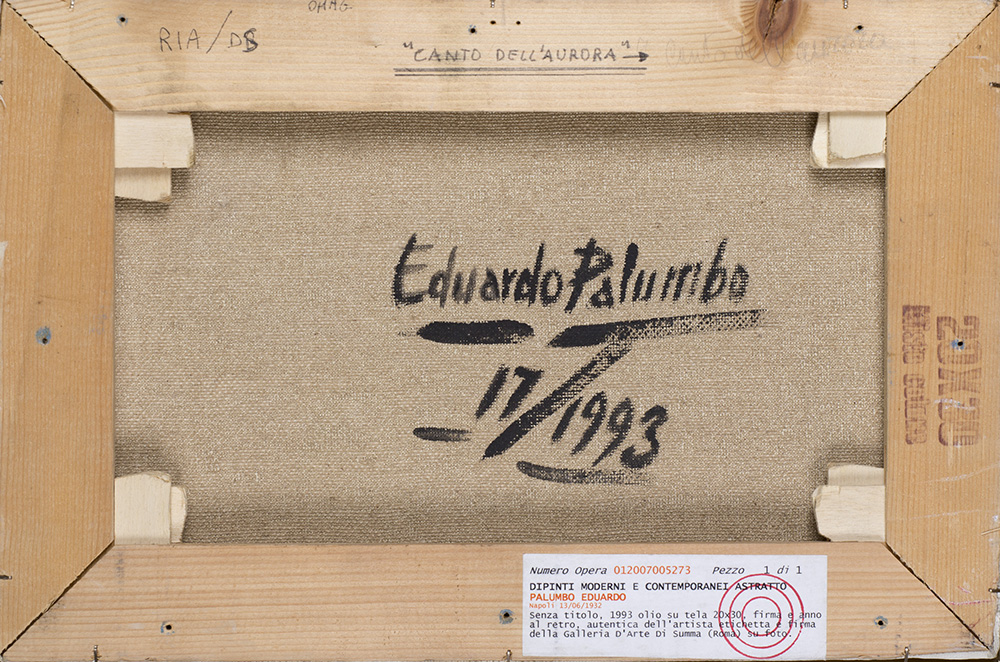 OMAG
RIA/DS
"CANTO DELL'AURORA"→
Eduardo Palumbo
17/1993
20X30
Numero Opera 012007005273 Pezzo 1 di 1
DIPINTI MODERNI E CONTEMPORANEI ASTRATTO
PALUMBO EDUARDO
Napoli 13/06/1932
Senza titolo, 1993 olio su tela 20x30, firma e anno
al retro, autentica dell'artista etichetta e firma
della Galleria D'Arte Di Summa (Roma) su foto.